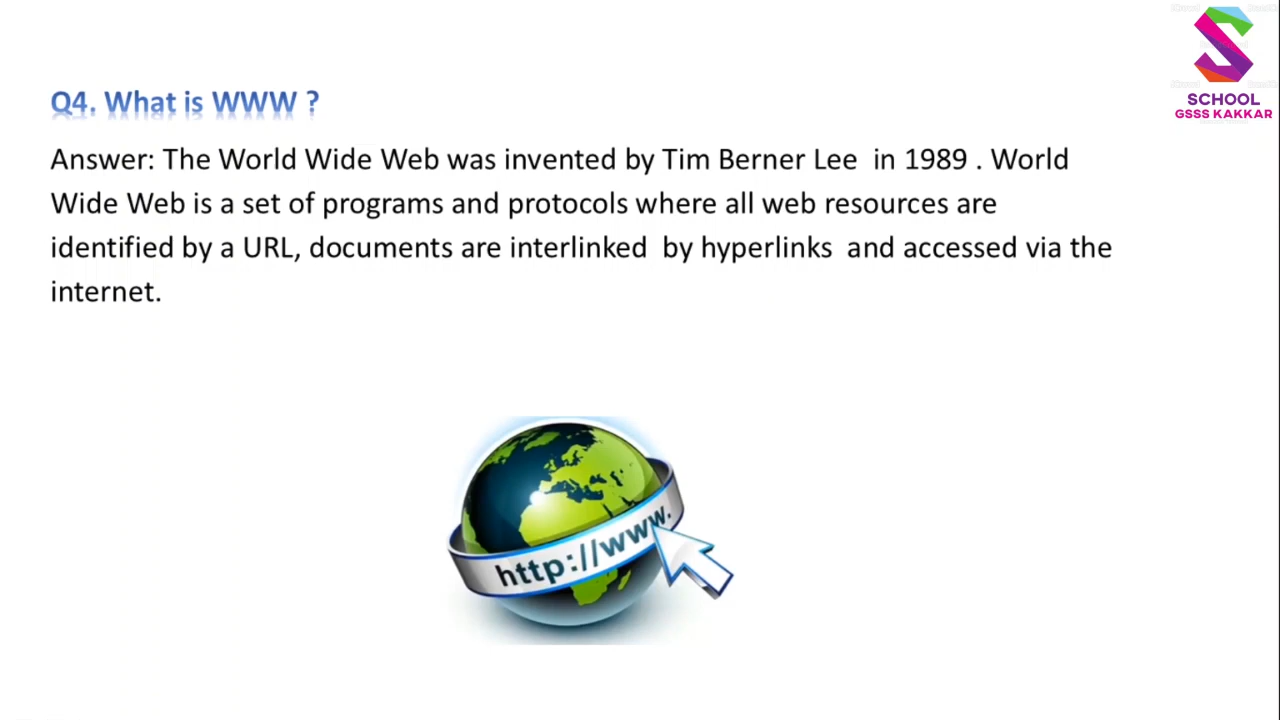 SCHOOL
GSSS KAKKAR
Q4. What is WWW ?
Answer: The World Wide Web was invented by Tim Berner Lee  in 1989 . World
Wide Web is a set of programs and protocols where all web resources are
identified by a URL, documents are interlinked  by hyperlinks  and accessed via the
internet.
http://www.